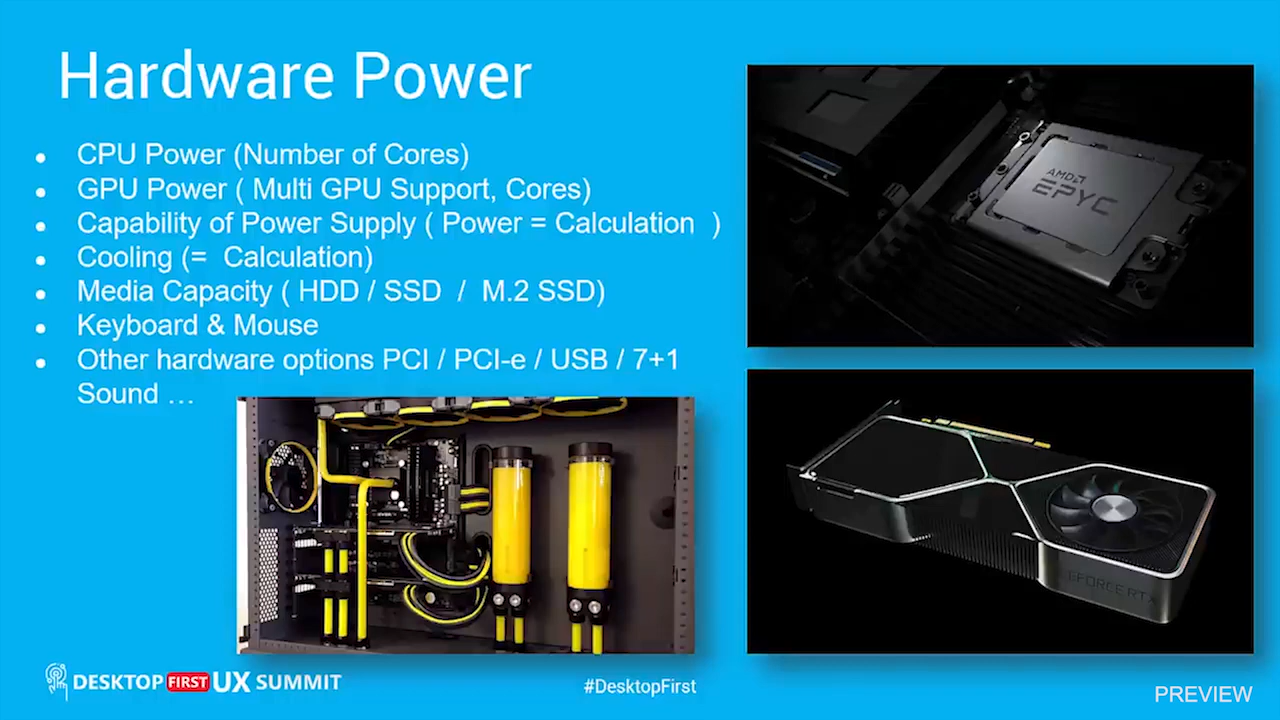 Hardware Power
● CPU Power (Number of Cores)
● GPU Power ( Multi GPU Support, Cores)
● Capability of Power Supply ( Power = Calculation )
● Cooling (= Calculation)
● Media Capacity ( HDD / SSD / M.2 SSD)
● Keyboard & Mouse
● Other hardware options PCI / PCI-e / USB / 7+1
Sound …
AMD
EPYC
GEFORCE RTX
DESKTOP FIRST UX SUMMIT
#DesktopFirst
PREVIEW